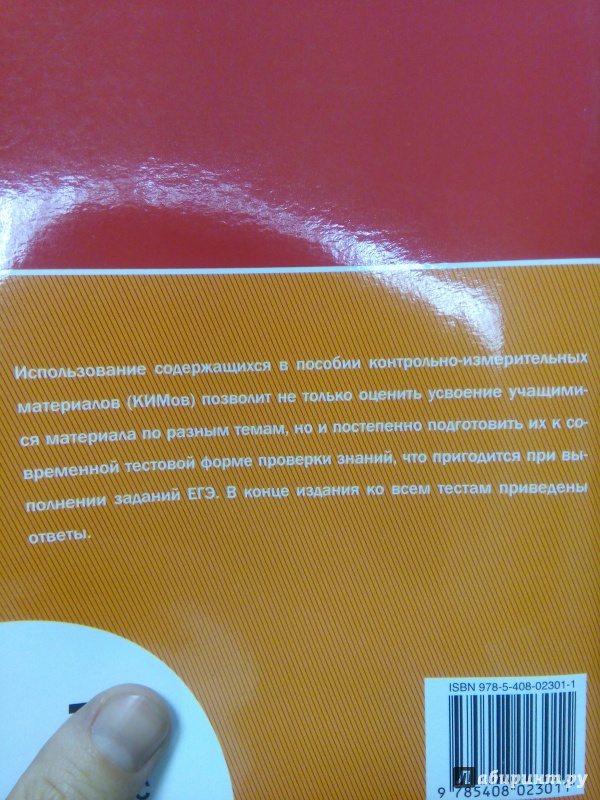 Использование содержащихся в пособии контрольно-измерительных
материалов (КИМов) позволит не только оценить усвоение учащими-
ся материала по разным темам, но и постепенно подготовить их к со-
временной тестовой форме проверки знаний, что пригодится при вы-
полнении заданий ЕГЭ. В конце издания ко всем тестам приведены
ответы.
ISBN 978-5-408-02301-1
Лабиринт.ру
9 785408 023011